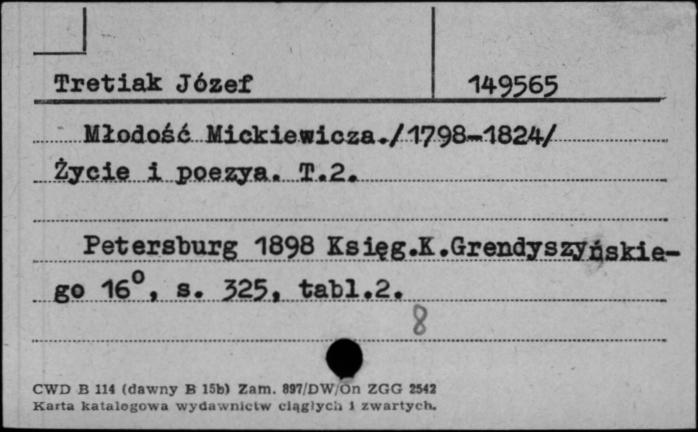 Tretiak Józef 149565
Młodość Mickiewicza./1798-1824/
Życie i poezya. T.2.
Petersburg 1898 Księg.K.Grendyszyńskie-
go 16°, s. 325, tabl.2.
8
CWD B 114 (dawny B 15b) Zam. 897/DW/On ZGG 2542
Karta katalogowa wydawnictw ciągłych i zwartych.